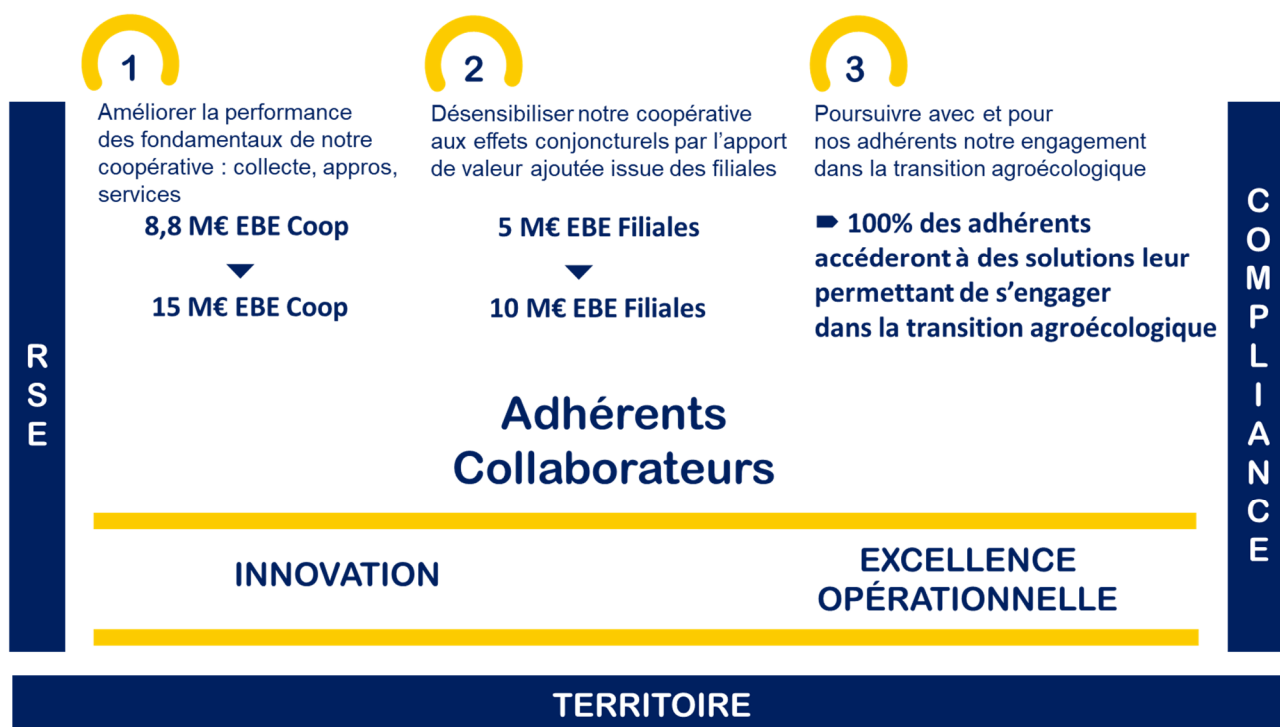 1
Améliorer la performance
des fondamentaux de notre
coopérative : collecte, appros,
services
8,8 M€ EBE Coop
15 M€ EBE Coop
2
Désensibiliser notre coopérative
aux effets conjoncturels par l’apport
de valeur ajoutée issue des filiales
5 M€ EBE Filiales
10 M€ EBE Filiales
3
Poursuivre avec et pour
nos adhérents notre engagement
dans la transition agroécologique
100% des adhérents
accéderont à des solutions leur
permettant de s’engager
dans la transition agroécologique
RSE
COMPLIANCE
Adhérents
Collaborateurs
INNOVATION
EXCELLENCE
OPÉRATIONNELLE
TERRITOIRE